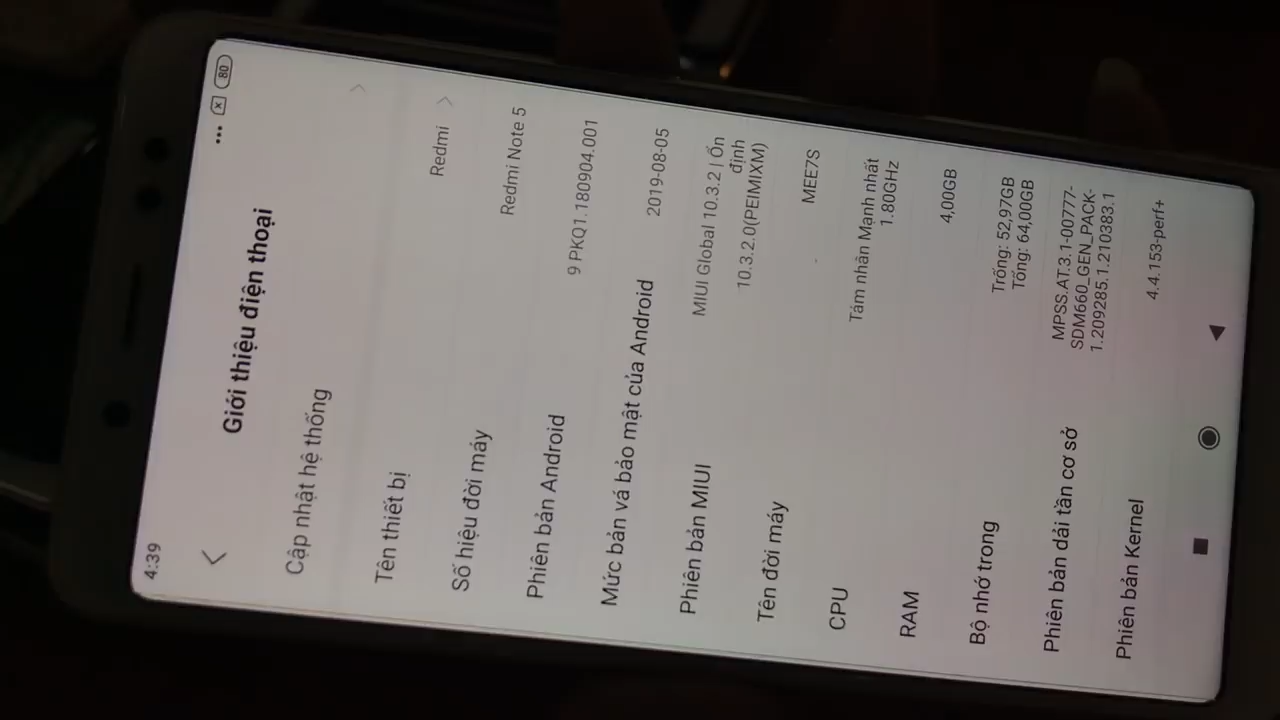 4:39
80
Giới thiệu điện thoại
Cập nhật hệ thống
Tên thiết bị
Redmi
Số hiệu đời máy
Redmi Note 5
Phiên bản Android
9 PKQ1.180904.001
Mức bản vá bảo mật của Android
2019-08-05
Phiên bản MIUI
MIUI Global 10.3.2 | Ổn
định
10.3.2.0(PEIMIXM)
Tên đời máy
MEE7S
CPU
Tám nhân Mạnh nhất
1.80GHz
RAM
4,00GB
Bộ nhớ trong
Trống: 52,97GB
Tổng: 64,00GB
Phiên bản dải tần cơ sở
MPSS.AT.3.1-00777-
SDM660_GEN_PACK-
1.209285.1.210383.1
Phiên bản Kernel
4.4.153-perf+